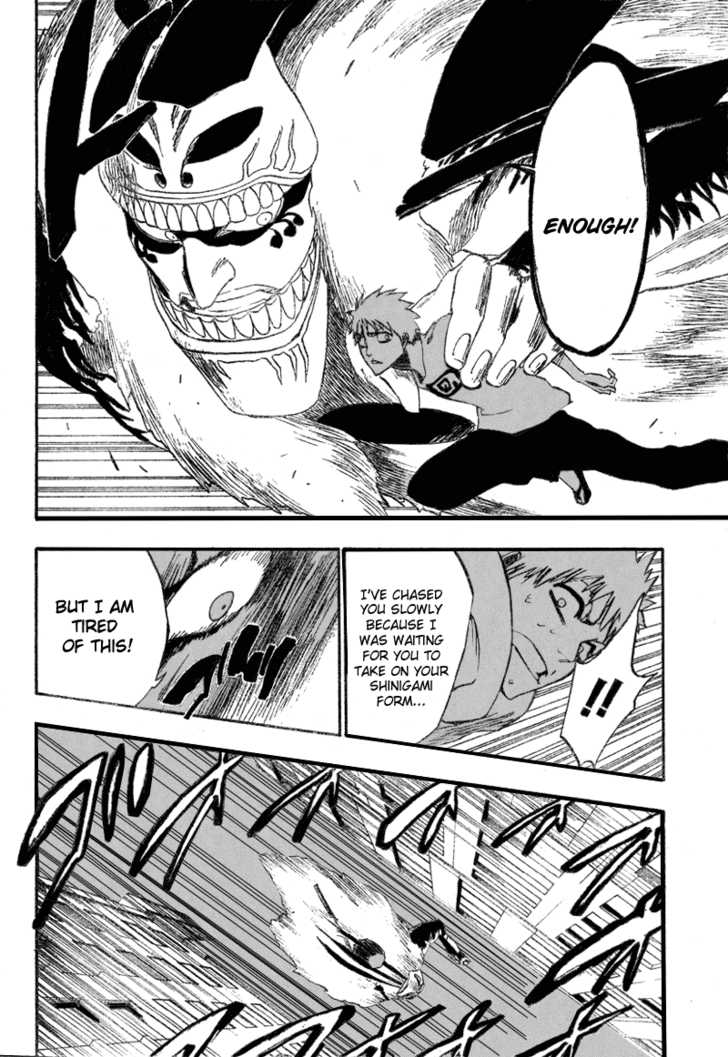 ENOUGH!
!!
I'VE CHASED
YOU SLOWLY
BECAUSE I
WAS WAITING
FOR YOU TO
TAKE ON YOUR
SHINIGAMI
FORM...
BUT I AM
TIRED
OF THIS!